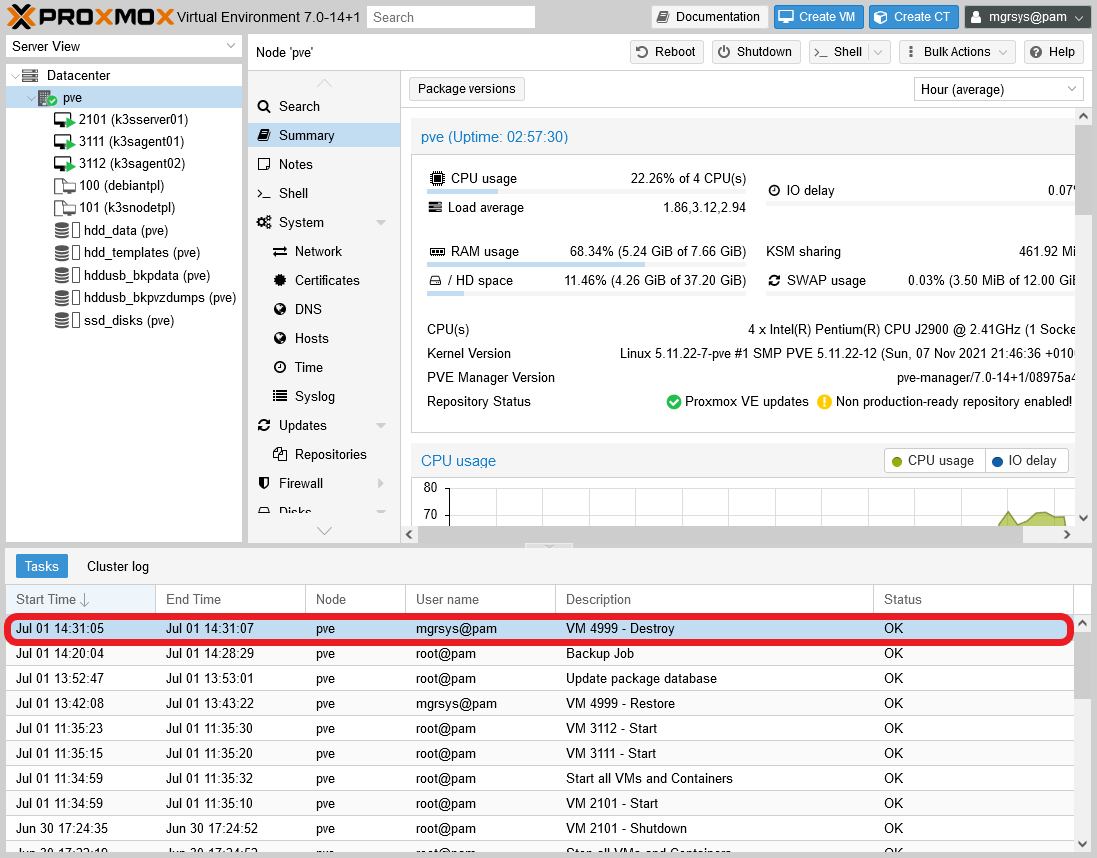 PROXMOX Virtual Environment 7.0-14+1 Search Documentation Create VM Create CT mgrsys@pam
Server View
Datacenter
pve
2101 (k3sserver01)
3111 (k3sagent01)
3112 (k3sagent02)
100 (debiantpl)
101 (k3snodetpl)
hdd_data (pve)
hdd_templates (pve)
hddusb_bkpdata (pve)
hddusb_bkpvzdumps (pve)
ssd_disks (pve)
Node 'pve' Reboot Shutdown Shell Bulk Actions Help
Search
Summary
Notes
Shell
System
Network
Certificates
DNS
Hosts
Time
Syslog
Updates
Repositories
Firewall
Disks
Package versions Hour (average)
pve (Uptime: 02:57:30)
CPU usage 22.26% of 4 CPU(s)
IO delay 0.07%
Load average 1.86,3.12,2.94
RAM usage 68.34% (5.24 GiB of 7.66 GiB)
KSM sharing 461.92 Mi
/ HD space 11.46% (4.26 GiB of 37.20 GiB)
SWAP usage 0.03% (3.50 MiB of 12.00 GiB
CPU(s) 4 x Intel(R) Pentium(R) CPU J2900 @ 2.41GHz (1 Socke
Kernel Version Linux 5.11.22-7-pve #1 SMP PVE 5.11.22-12 (Sun, 07 Nov 2021 21:46:36 +010
PVE Manager Version pve-manager/7.0-14+1/08975a4
Repository Status Proxmox VE updates Non production-ready repository enabled!
CPU usage CPU usage IO delay
80
70
Tasks Cluster log
Start Time End Time Node User name Description Status
Jul 01 14:31:05 Jul 01 14:31:07 pve mgrsys@pam VM 4999 - Destroy OK
Jul 01 14:20:04 Jul 01 14:28:29 pve root@pam Backup Job OK
Jul 01 13:52:47 Jul 01 13:53:01 pve root@pam Update package database OK
Jul 01 13:42:08 Jul 01 13:43:22 pve mgrsys@pam VM 4999 - Restore OK
Jul 01 11:35:23 Jul 01 11:35:30 pve root@pam VM 3112 - Start OK
Jul 01 11:35:15 Jul 01 11:35:20 pve root@pam VM 3111 - Start OK
Jul 01 11:34:59 Jul 01 11:35:32 pve root@pam Start all VMs and Containers OK
Jul 01 11:34:59 Jul 01 11:35:10 pve root@pam VM 2101 - Start OK
Jun 30 17:24:35 Jun 30 17:24:52 pve root@pam VM 2101 - Shutdown OK